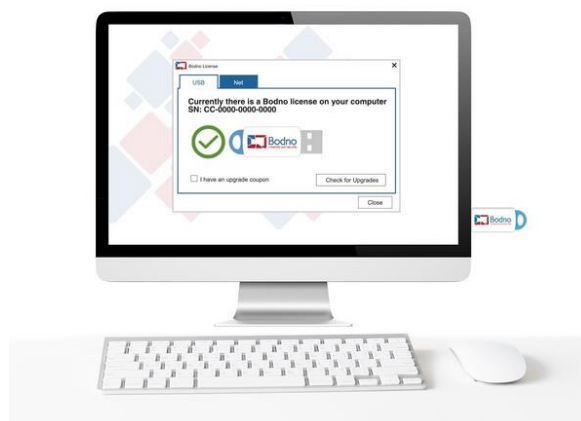 Bodno License
USB
Net
Currently there is a Bodno license on your computer
SN: CC-0000-0000-0000
Bodno
I have an upgrade coupon
Check for Upgrades
Close
Bodno